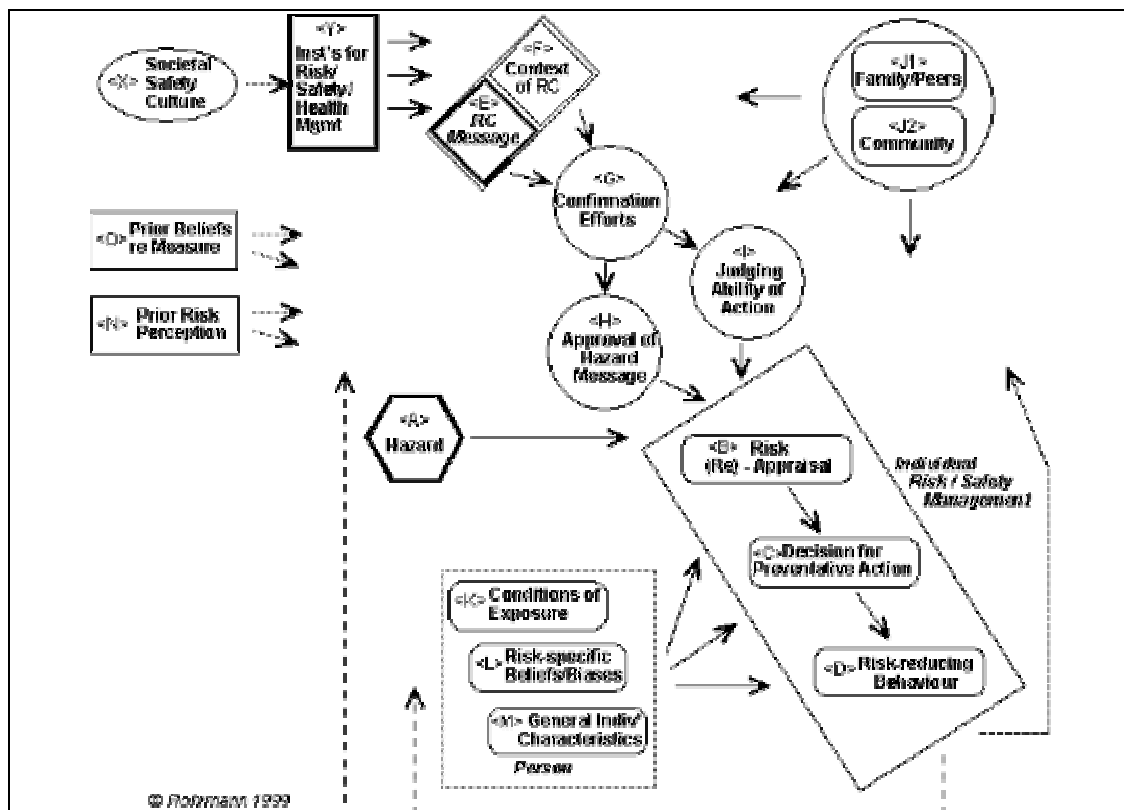 <X> Societal
Safety/
Culture
<Y>
Inst's for
Risk/
Safety/
Health
Mgmt
<F>
Context
of RC
<E>
RC
Message
<J1>
Family/Peers
<J2>
Community
<G>
Confirmation
Efforts
<O> Prior Beliefs
re Measure
<I>
Judging
Ability of
Action
<N> Prior Risk
Perception
<H>
Approval of
Hazard
Message
<A>
Hazard
<B> Risk
(Re) - Appraisal
Individual
Risk / Safety
Management
<C> Decision for
Preventative Action
<K> Conditions of
Exposure
<L> Risk-specific
Beliefs/Biases
<D> Risk-reducing
Behaviour
<M> General Indiv'
Characteristics
Person
© Rohrmann 1999